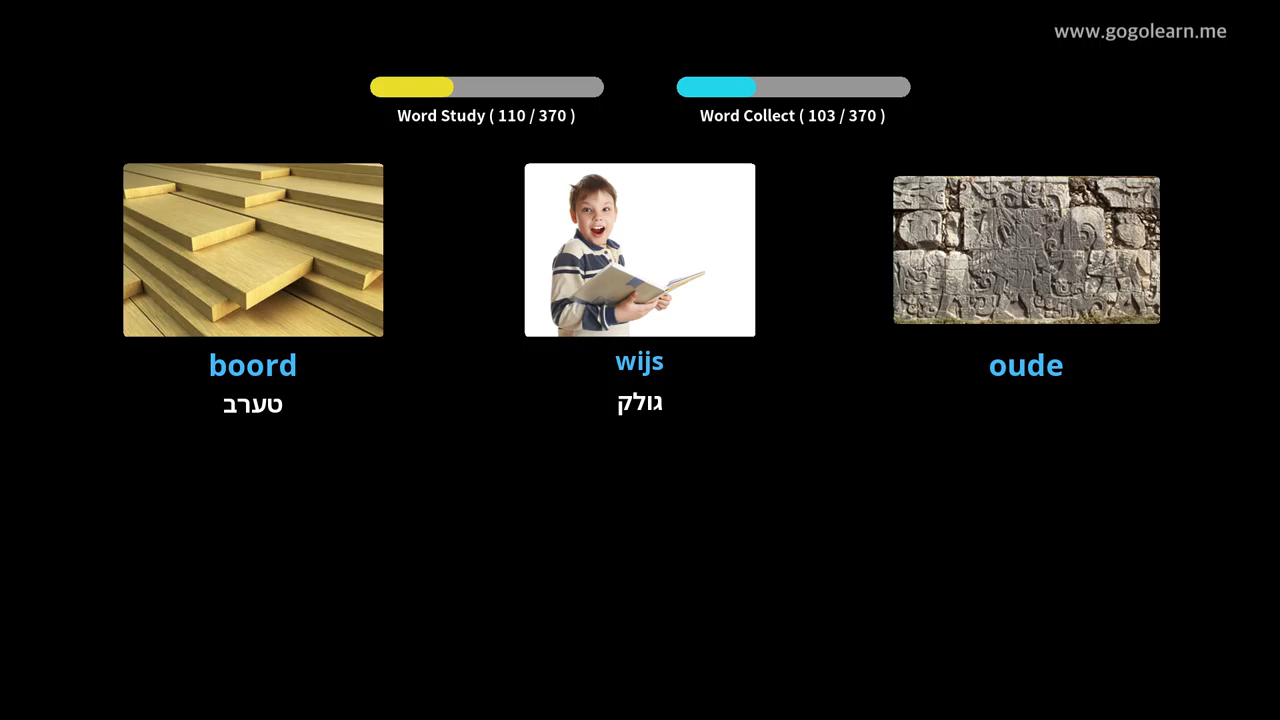 www.gogolearn.me
Word Study ( 110 / 370 )
Word Collect ( 103 / 370 )
boord
wijs
oude
טערב
גולק